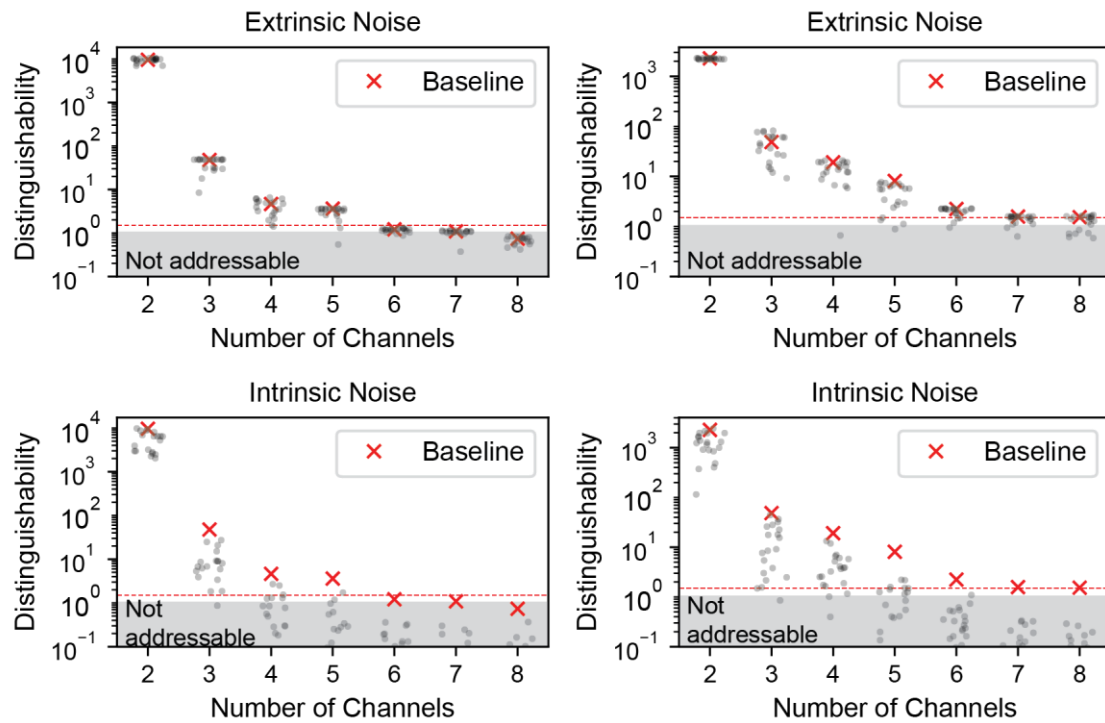 Extrinsic Noise
Distinguishability
10^4
10^3
10^2
10^1
10^0
10^−1
Baseline
Not addressable
2 3 4 5 6 7 8
Number of Channels
Extrinsic Noise
Distinguishability
10^3
10^2
10^1
10^0
10^−1
Baseline
Not addressable
2 3 4 5 6 7 8
Number of Channels
Intrinsic Noise
Distinguishability
10^4
10^3
10^2
10^1
10^0
10^−1
Baseline
Not
addressable
2 3 4 5 6 7 8
Number of Channels
Intrinsic Noise
Distinguishability
10^3
10^2
10^1
10^0
10^−1
Baseline
Not
addressable
2 3 4 5 6 7 8
Number of Channels